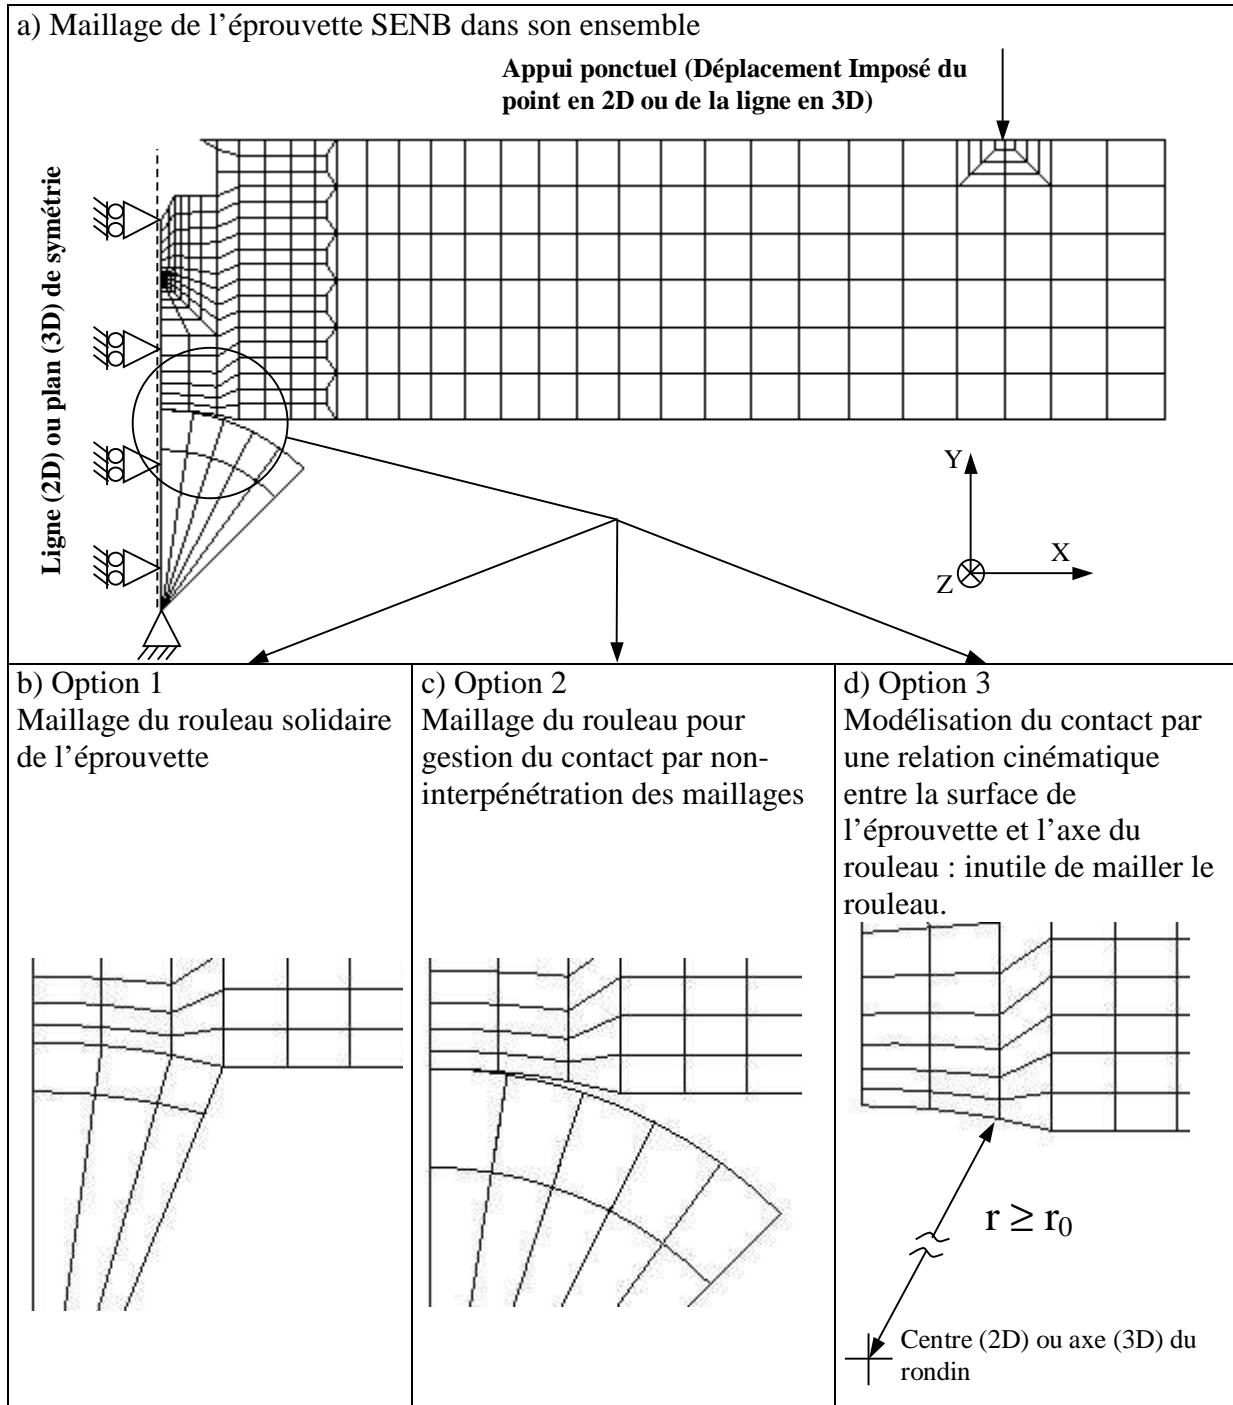 a) Maillage de l’éprouvette SENB dans son ensemble
Appui ponctuel (Déplacement Imposé du
point en 2D ou de la ligne en 3D)
Ligne (2D) ou plan (3D) de symétrie
Y
X
Z
b) Option 1
Maillage du rouleau solidaire
de l’éprouvette
c) Option 2
Maillage du rouleau pour
gestion du contact par non-
interpénétration des maillages
d) Option 3
Modélisation du contact par
une relation cinématique
entre la surface de
l’éprouvette et l’axe du
rouleau : inutile de mailler le
rouleau.
r ≥ r₀
Centre (2D) ou axe (3D) du
rondin